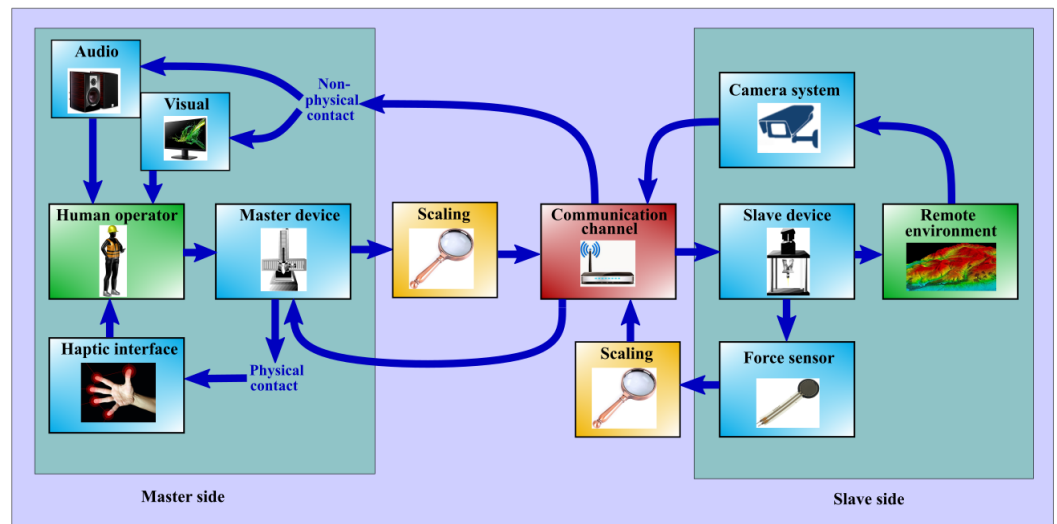 Audio
Visual
Non-
physical
contact
Camera system
Human operator
Master device
Scaling
Communication
channel
Slave device
Remote
environment
Haptic interface
Physical
contact
Scaling
Force sensor
Master side
Slave side